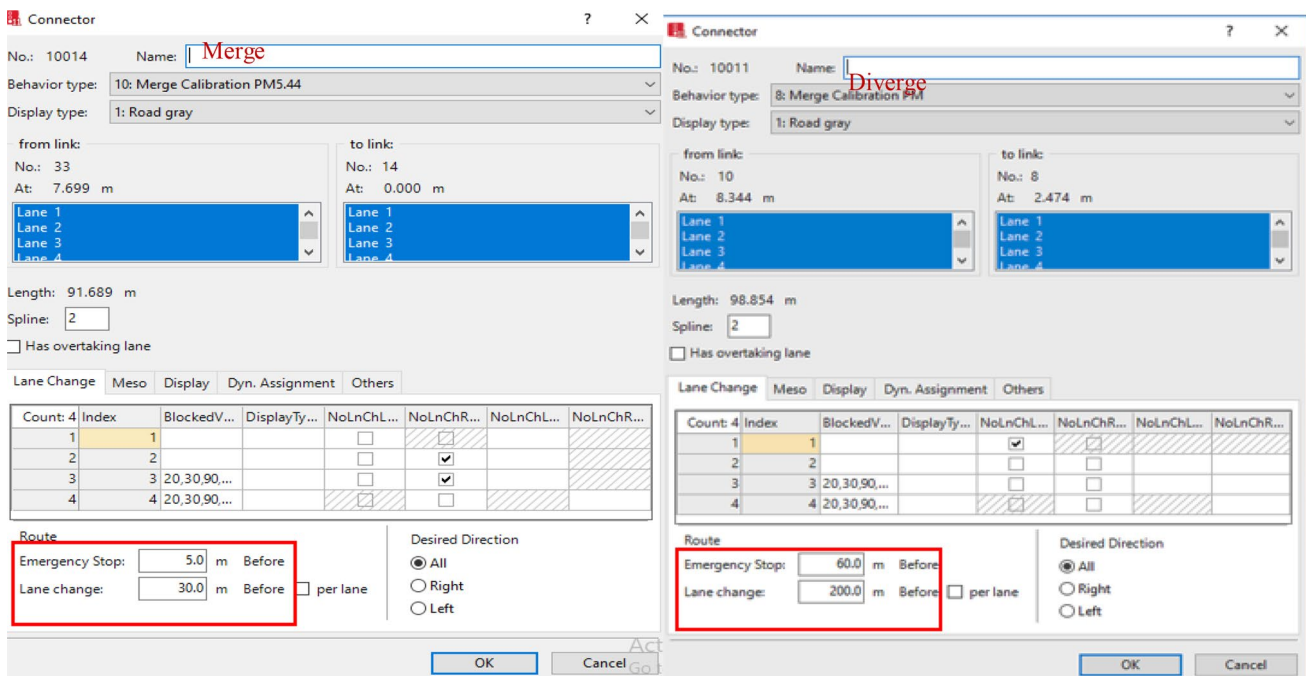 Connector ? ×
No.: 10014 Name: Merge
Behavior type: 10: Merge Calibration PM5.44
Display type: 1: Road gray
from link:
No.: 33
At: 7.699 m
Lane 1
Lane 2
Lane 3
Lane 4
to link:
No.: 14
At: 0.000 m
Lane 1
Lane 2
Lane 3
Lane 4
Length: 91.689 m
Spline: 2
Has overtaking lane
Lane Change Meso Display Dyn. Assignment Others
Count: 4 Index BlockedV... DisplayTy... NoLnChL... NoLnChR... NoLnChL... NoLnChR...
1 1
2 2
3 3 20,30,90,...
4 4 20,30,90,...
Route
Emergency Stop: 5.0 m Before
Lane change: 30.0 m Before per lane
Desired Direction
All
Right
Left
OK Cancel
Act
Go t
Connector ? ×
No.: 10011 Name:
Diverge
Behavior type: 8: Merge Calibration PM
Display type: 1: Road gray
from link:
No.: 10
At: 8.344 m
Lane 1
Lane 2
Lane 3
Lane 4
to link:
No.: 8
At: 2.474 m
Lane 1
Lane 2
Lane 3
Lane 4
Length: 98.854 m
Spline: 2
Has overtaking lane
Lane Change Meso Display Dyn. Assignment Others
Count: 4 Index BlockedV... DisplayTy... NoLnChL... NoLnChR... NoLnChL... NoLnChR...
1 1
2 2
3 3 20,30,90,...
4 4 20,30,90,...
Route
Emergency Stop: 60.0 m Before
Lane change: 200.0 m Before per lane
Desired Direction
All
Right
Left
OK Cancel